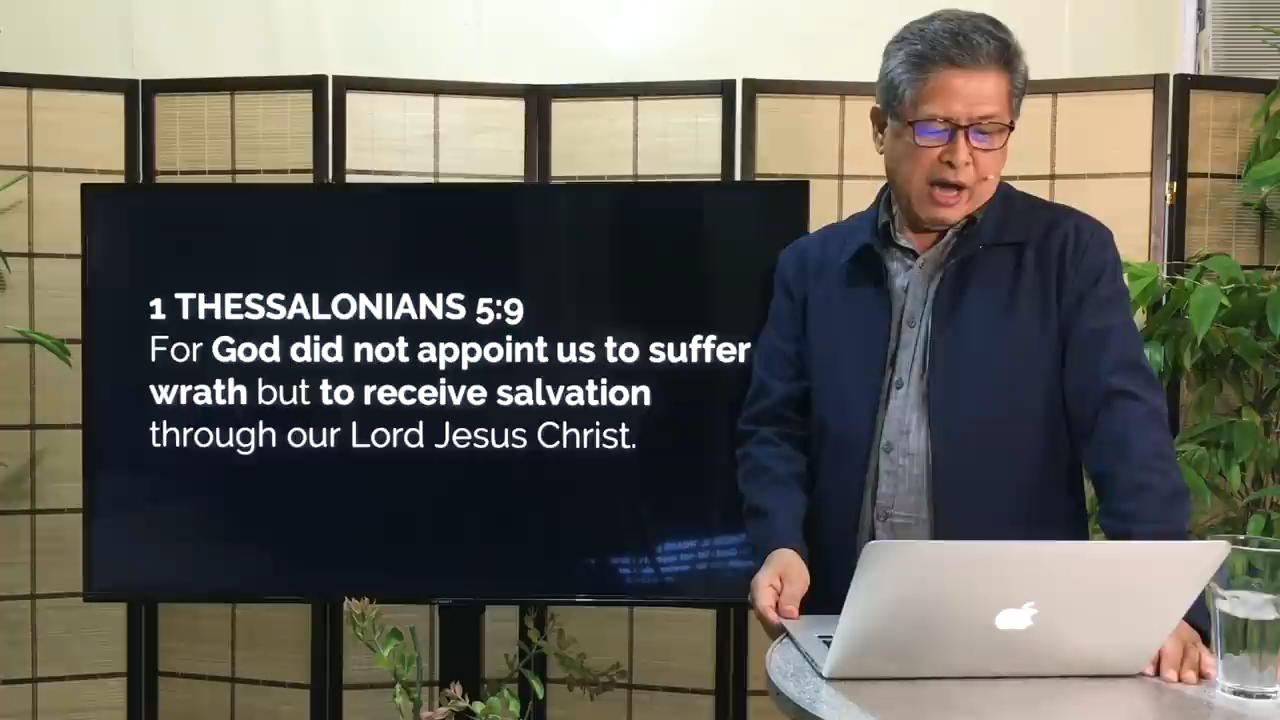 1 THESSALONIANS 5:9
For God did not appoint us to suffer
wrath but to receive salvation
through our Lord Jesus Christ.